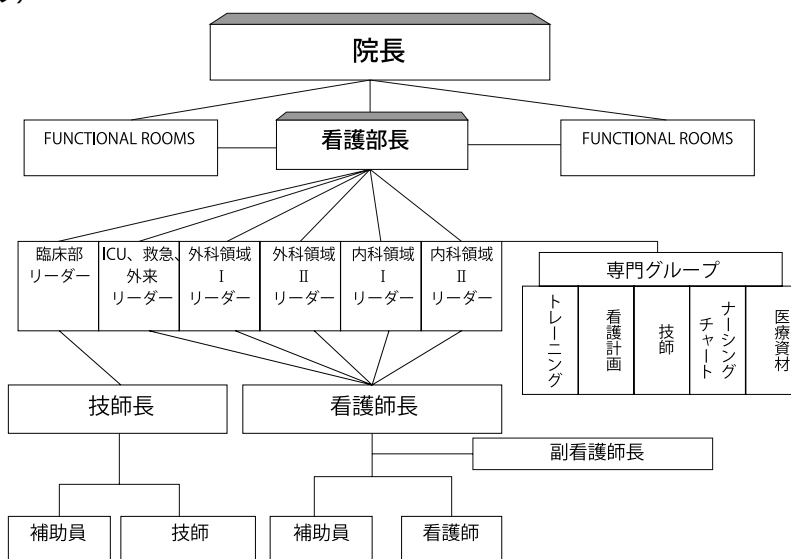 院長
FUNCTIONAL ROOMS
看護部長
FUNCTIONAL ROOMS
臨床部
リーダー
ICU、救急、
外来
リーダー
外科領域
I
リーダー
外科領域
II
リーダー
内科領域
I
リーダー
内科領域
II
リーダー
専門グループ
トレーニング
看護計画
技師
ナーシング
チャート
医療資材
技師長
看護師長
副看護師長
補助員
技師
補助員
看護師